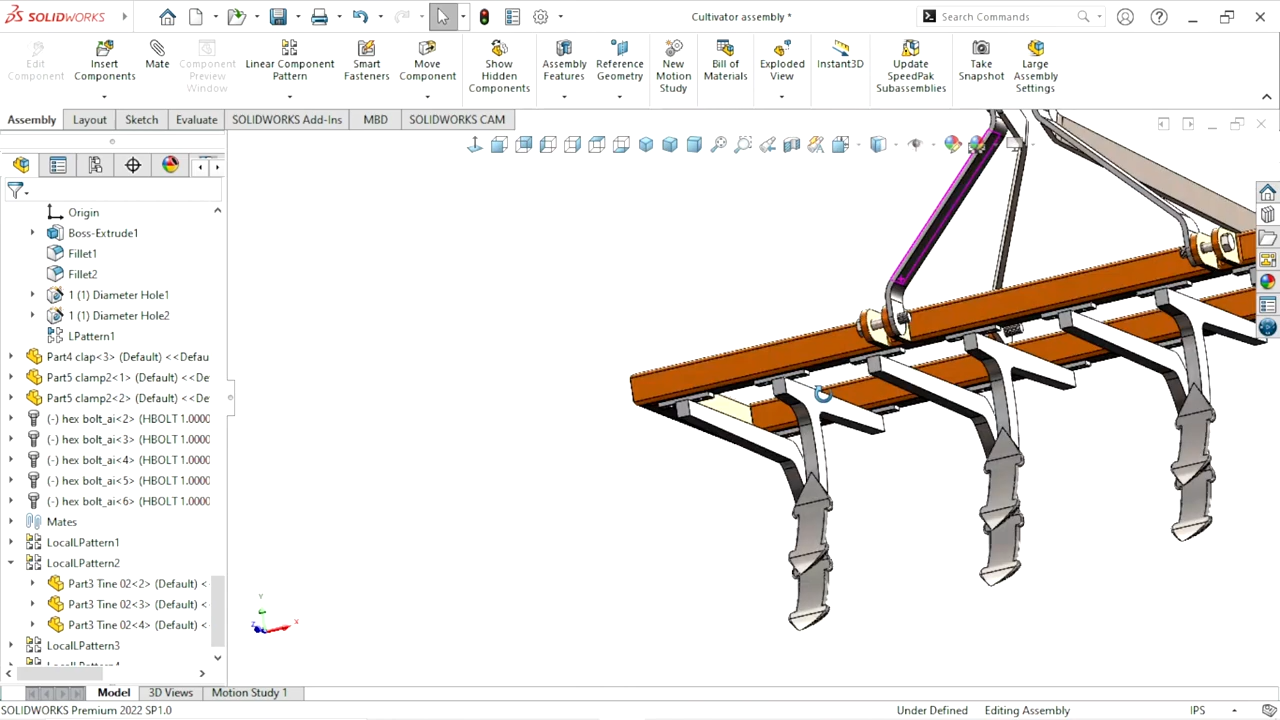 SOLIDWORKS
Cultivator assembly *
Search Commands
Edit Component
Insert Components
Mate
Component Preview Window
Linear Component Pattern
Smart Fasteners
Move Component
Show Hidden Components
Assembly Features
Reference Geometry
New Motion Study
Bill of Materials
Exploded View
Instant3D
Update SpeedPak Subassemblies
Take Snapshot
Large Assembly Settings
Assembly
Layout
Sketch
Evaluate
SOLIDWORKS Add-Ins
MBD
SOLIDWORKS CAM
Origin
Boss-Extrude1
Fillet1
Fillet2
1 (1) Diameter Hole1
1 (1) Diameter Hole2
LPattern1
Part4 clap<3> (Default) <<Defau
Part5 clamp2<1> (Default) <<De
Part5 clamp2<2> (Default) <<De
(-) hex bolt_ai<2> (HBOLT 1.0000
(-) hex bolt_ai<3> (HBOLT 1.0000
(-) hex bolt_ai<4> (HBOLT 1.0000
(-) hex bolt_ai<5> (HBOLT 1.0000
(-) hex bolt_ai<6> (HBOLT 1.0000
Mates
LocalLPattern1
LocalLPattern2
Part3 Tine 02<2> (Default) <
Part3 Tine 02<3> (Default) <
Part3 Tine 02<4> (Default) <
LocalLPattern3
LocalLPattern4
Y
Z
X
Model
3D Views
Motion Study 1
SOLIDWORKS Premium 2022 SP1.0
Under Defined
Editing Assembly
IPS